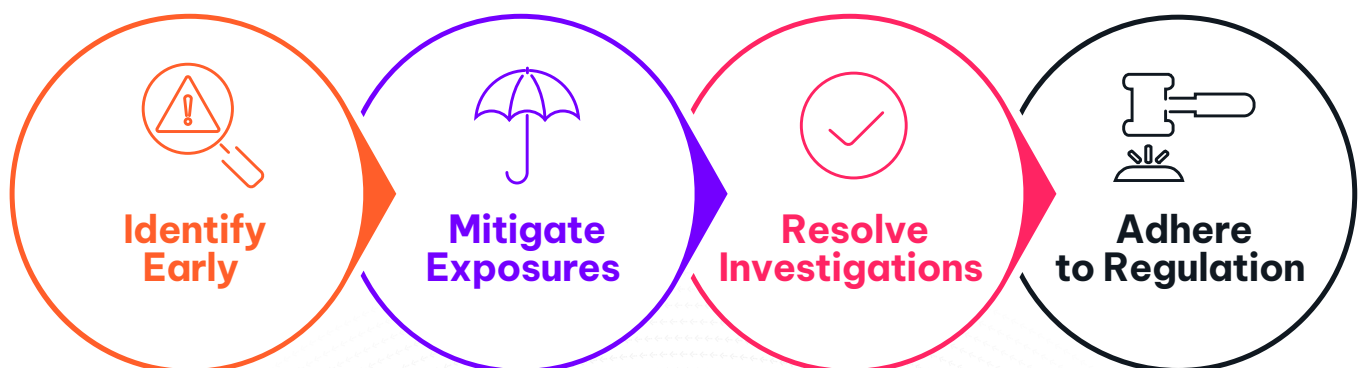 Identify
Early
Mitigate
Exposures
Resolve
Investigations
Adhere
to Regulation